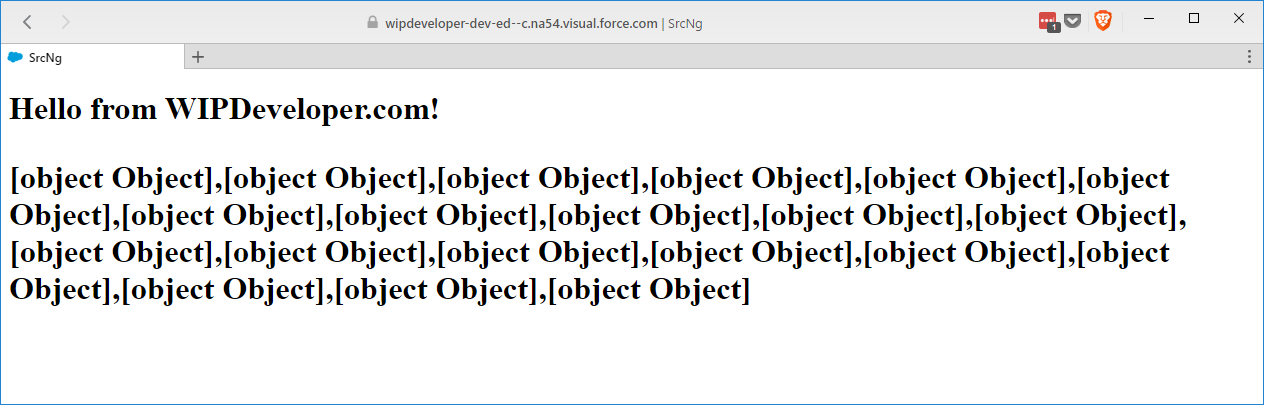 wipdeveloper-dev-ed--c.na54.visual.force.com | SrcNg
1
SrcNg
Hello from WIPDeveloper.com!
[object Object],[object Object],[object Object],[object Object],[object Object],[object
Object],[object Object],[object Object],[object Object],[object Object],[object Object],
[object Object],[object Object],[object Object],[object Object],[object Object],[object
Object],[object Object],[object Object],[object Object]